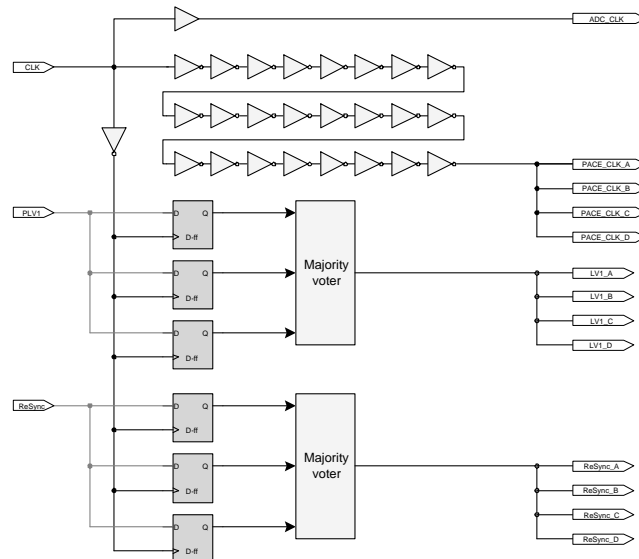 ADC_CLK
CLK
PACE_CLK_A
PACE_CLK_B
PLV1
D
Q
D-ff
PACE_CLK_C
PACE_CLK_D
Majority
voter
D
Q
D-ff
LV1_A
LV1_B
LV1_C
D
Q
D-ff
LV1_D
ReSync
D
Q
D-ff
Majority
voter
D
Q
D-ff
ReSync_A
ReSync_B
ReSync_C
D
Q
D-ff
ReSync_D